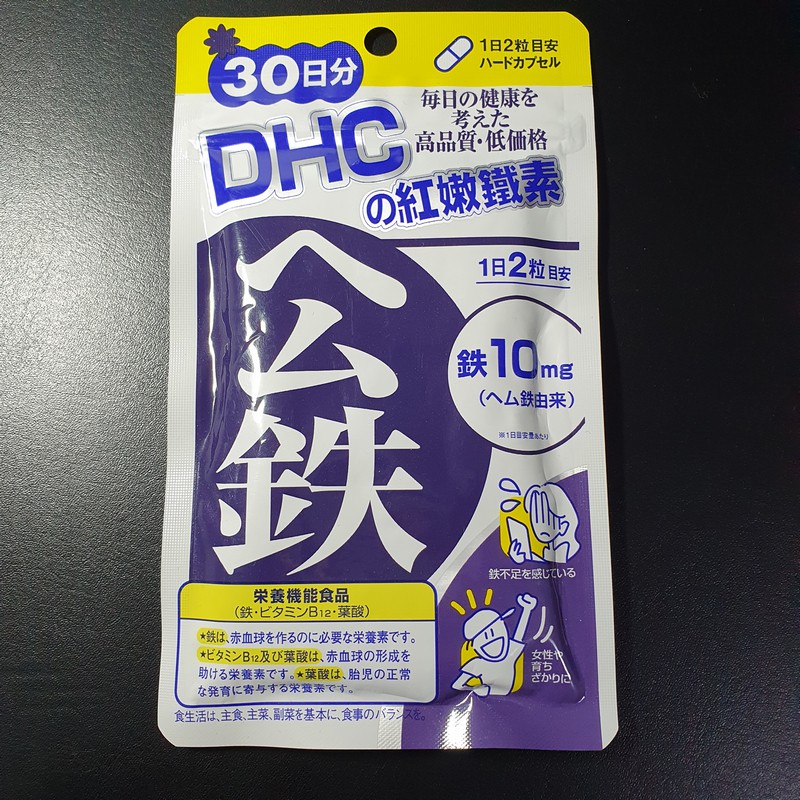 30日分
1日2粒目安
ハードカプセル
毎日の健康を
考えた
高品質・低価格
DHC
の紅嫩鐵素
ヘム鉄
1日2粒目安
鉄10mg
(ヘム鉄由来)
※1日目安量あたり
鉄不足を感じている
女性や
育ち
ざかりに
栄養機能食品
(鉄・ビタミンB12・葉酸)
★鉄は、赤血球を作るのに必要な栄養素です。
★ビタミンB12及び葉酸は、赤血球の形成を
助ける栄養素です。★葉酸は、胎児の正常
な発育に寄与する栄養素です。
食生活は、主食、主菜、副菜を基本に、食事のバランスを。